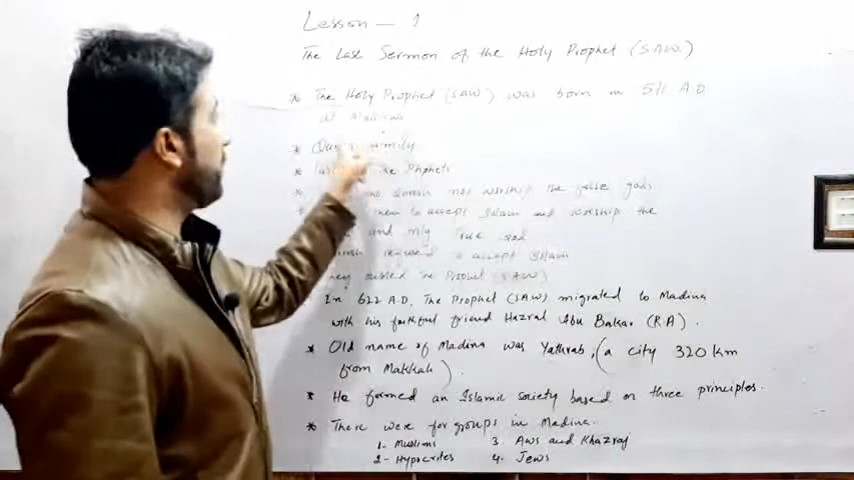 Lesson - 1
The Last Sermon of the Holy Prophet (S.A.W.)
* The Holy Prophet (SAW) was born in 571 A.D.
Makkah
* family
* the Phphets
Quraish not worship the false gods
them to accept Islam and worship the
and only True God
refused to accept Islam
the Prophet (SAW)
In 622 A.D, The Prophet (SAW) migrated to Madina
with his faithful friend Hazrat Abu Bakar (R.A).
* Old name of Madina was Yathrab, (a city 320 km
from Makkah).
* He formed an Islamic society based on three principles.
* There were for groups in Madina.
1- Muslims 3. Aws and Khazraj
2- Hypocrites 4. Jews